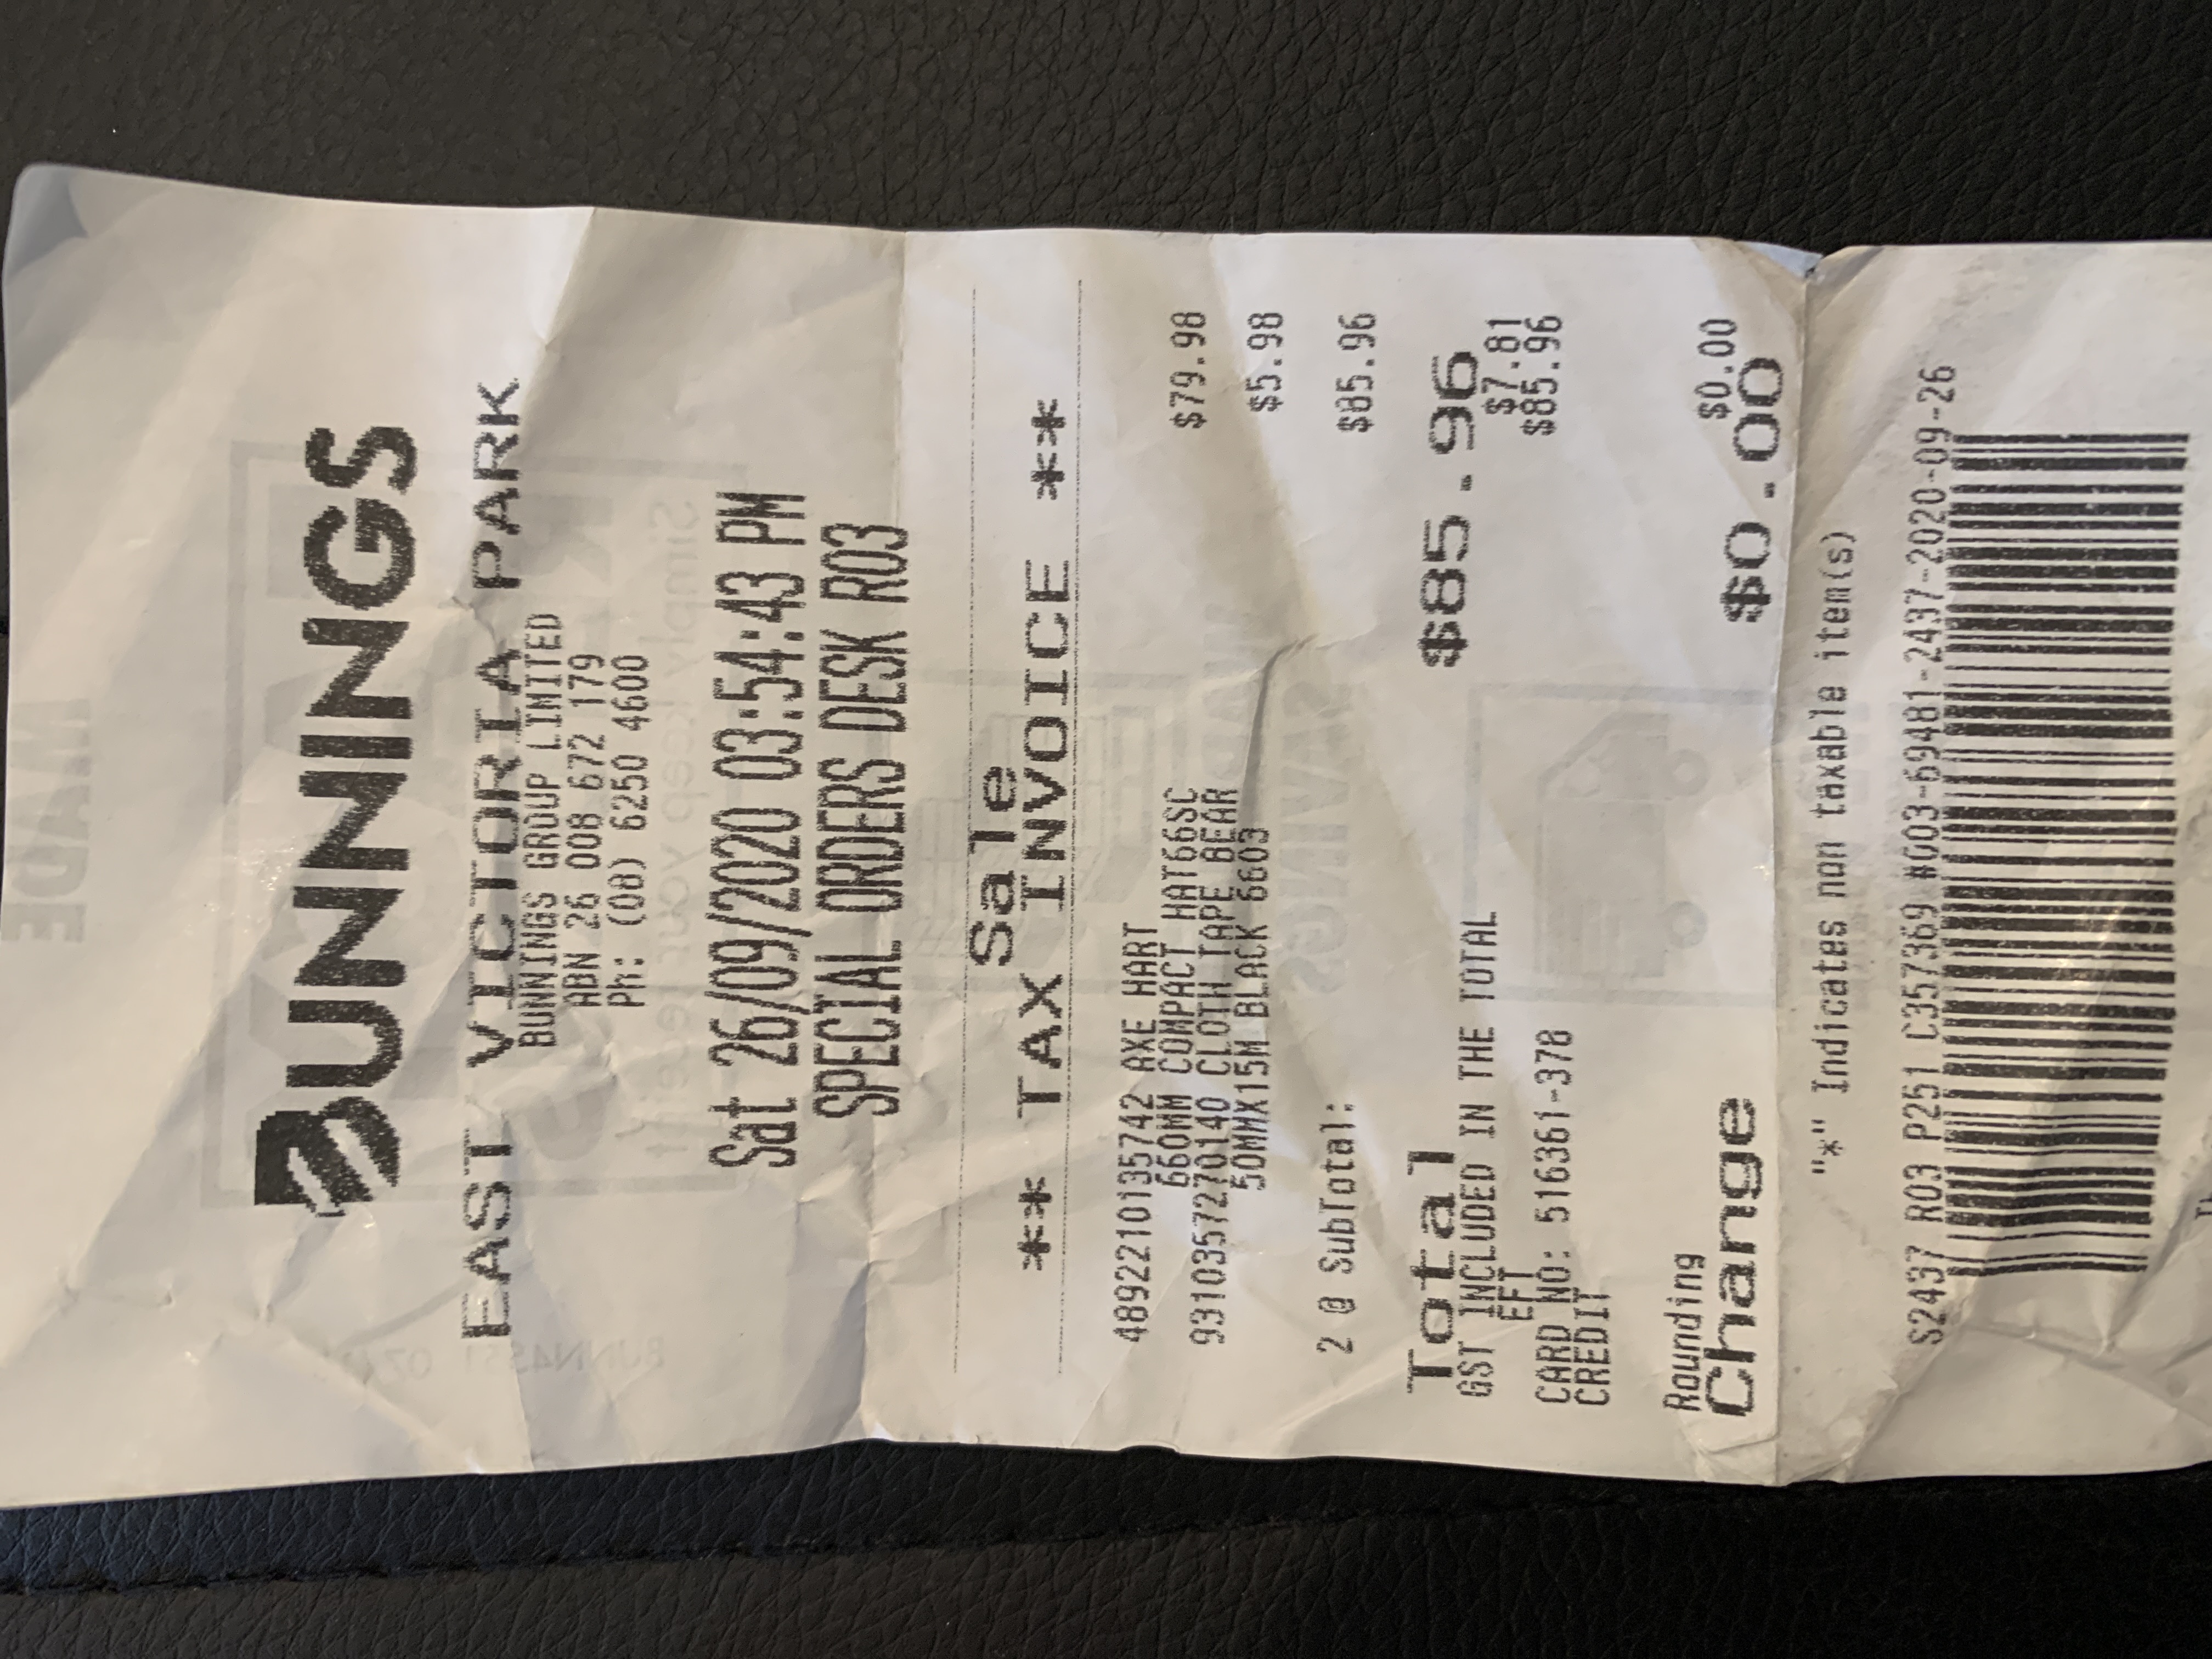 BUNNINGS
EAST VICTORIA PARK
BUNNINGS GROUP LIMITED
ABN 26 008 672 179
Ph: (08) 6250 4600
Sat 26/09/2020 03:54:43 PM
SPECIAL ORDERS DESK R03
Sale
** TAX INVOICE **
4892210135742 AXE HART
660MM COMPACT HAT66SC $79.98
9310357270140 CLOTH TAPE BEAR
50MMX15M BLACK 6603 $5.98
2 @ SubTotal: $85.96
Total $85.96
GST INCLUDED IN THE TOTAL $7.81
EFT $85.96
CARD NO: 516361-378
CREDIT
Rounding $0.00
Change $0.00
"*" Indicates non taxable item(s)
S2437 R03 P251 C357369 #003-69481-2437-2020-09-26